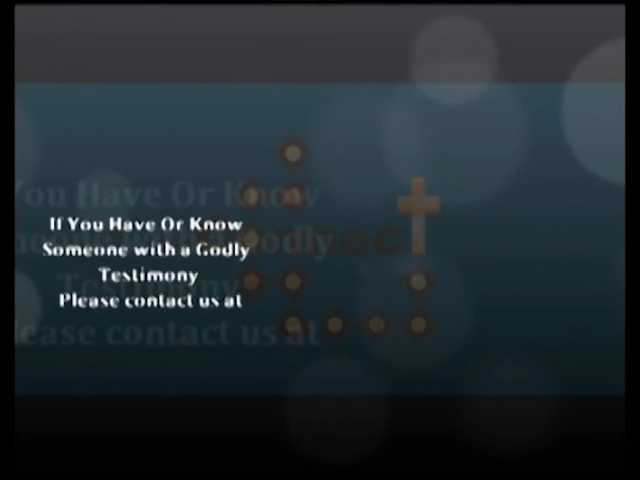 If You Have Or Know
Someone with a Godly
Testimony
Please contact us at